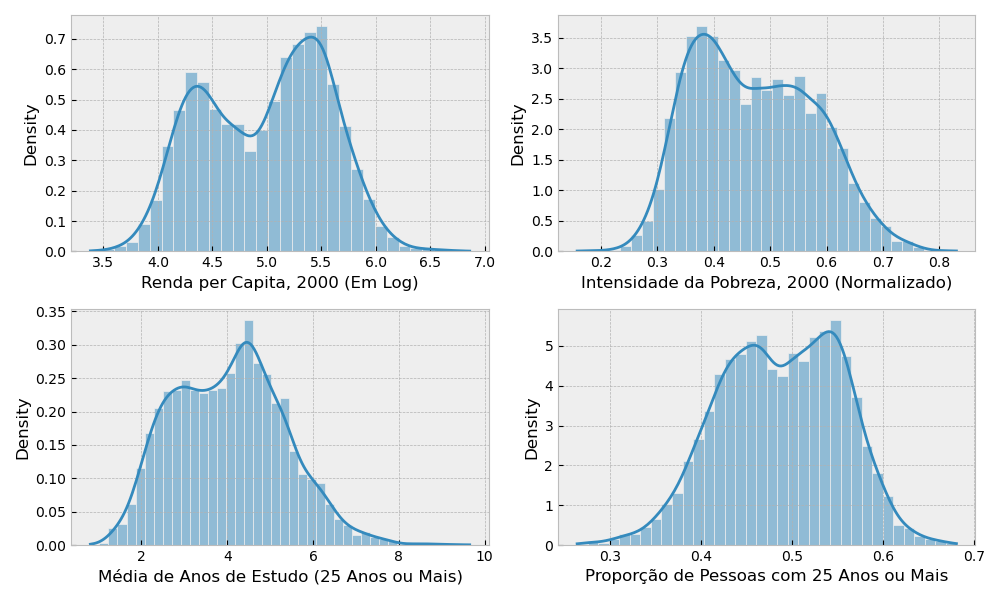 Density
0.7
0.6
0.5
0.4
0.3
0.2
0.1
0.0
3.5 4.0 4.5 5.0 5.5 6.0 6.5 7.0
Renda per Capita, 2000 (Em Log)
Density
3.5
3.0
2.5
2.0
1.5
1.0
0.5
0.0
0.2 0.3 0.4 0.5 0.6 0.7 0.8
Intensidade da Pobreza, 2000 (Normalizado)
Density
0.35
0.30
0.25
0.20
0.15
0.10
0.05
0.00
2 4 6 8 10
Média de Anos de Estudo (25 Anos ou Mais)
Density
5
4
3
2
1
0
0.3 0.4 0.5 0.6 0.7
Proporção de Pessoas com 25 Anos ou Mais